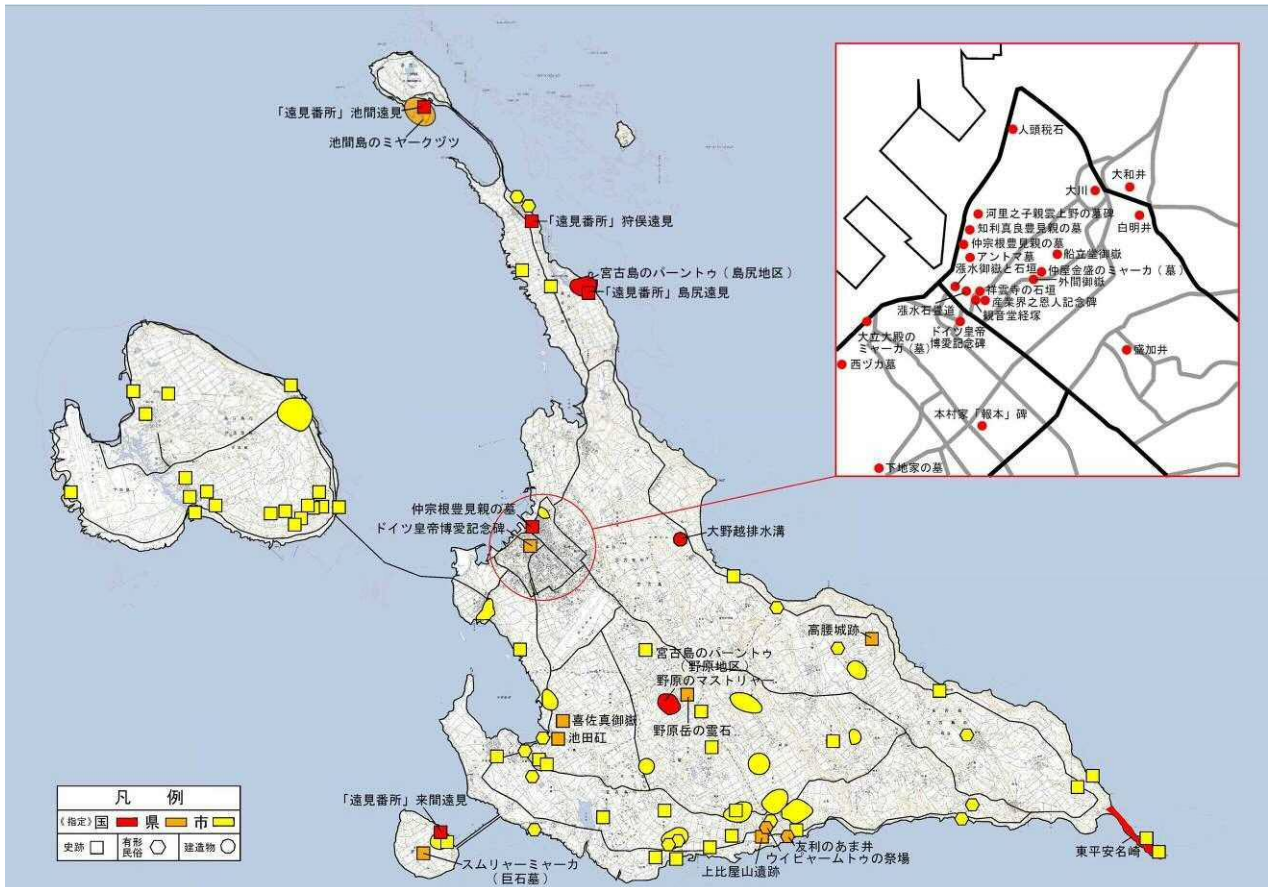 「遠見番所」池間遠見
池間島のミヤークヅツ
「遠見番所」狩俣遠見
宮古島のパーントゥ(島尻地区)
「遠見番所」島尻遠見
人頭税石
大川
大和井
白明井
河里之子親雲上野の墓碑
知利真良豊見親の墓
仲宗根豊見親の墓
アントマ墓
船立堂御嶽
漲水御嶽と石垣
仲屋金盛のミャーカ(墓)
外間御嶽
祥雲寺の石垣
漲水石畳道
産業界之恩人記念碑
観音堂経塚
大立大殿の
ミャーカ(墓)
ドイツ皇帝
博愛記念碑
盛加井
西ヅカ墓
本村家「報本」碑
下地家の墓
仲宗根豊見親の墓
ドイツ皇帝博愛記念碑
大野越排水溝
高腰城跡
宮古島のパーントゥ
(野原地区)
野原のマストリャー
野原岳の霊石
喜佐真御嶽
池田矼
「遠見番所」来間遠見
スムリャーミャーカ
(巨石墓)
友利のあま井
ウイピャームトゥの祭場
上比屋山遺跡
東平安名崎
凡 例
《指定》国 県 市
史跡 有形民俗 建造物